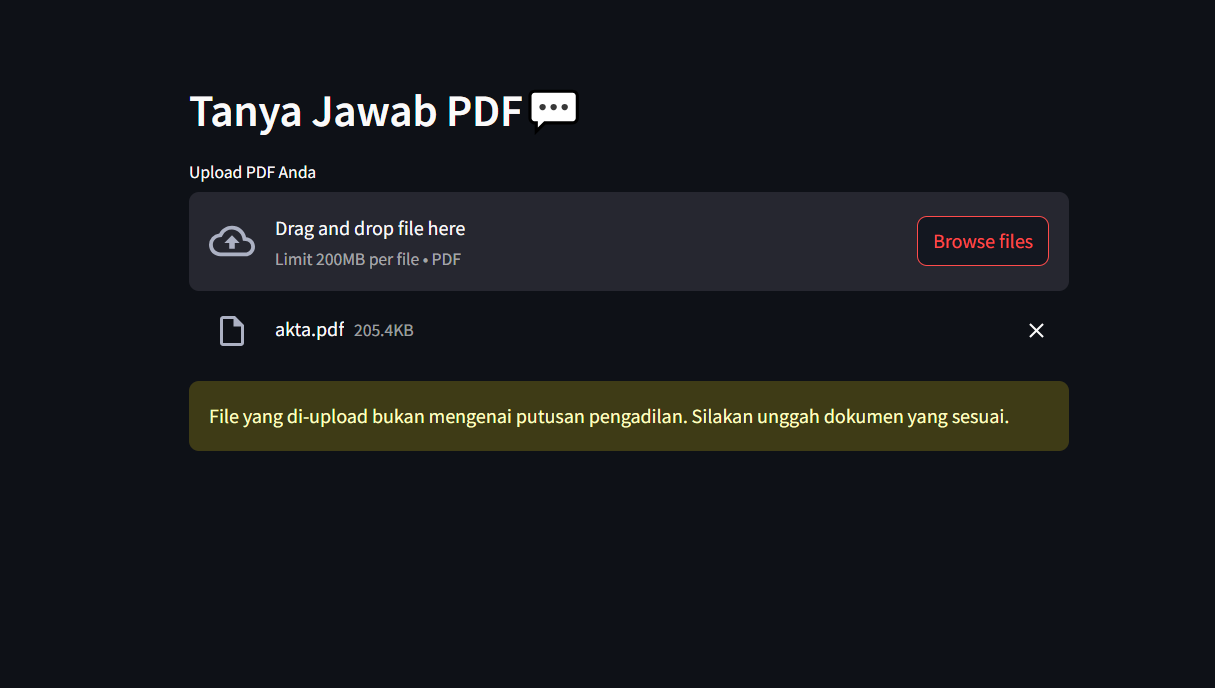 Tanya Jawab PDF
Upload PDF Anda
Drag and drop file here
Limit 200MB per file • PDF
Browse files
akta.pdf 205.4KB
File yang di-upload bukan mengenai putusan pengadilan. Silakan unggah dokumen yang sesuai.